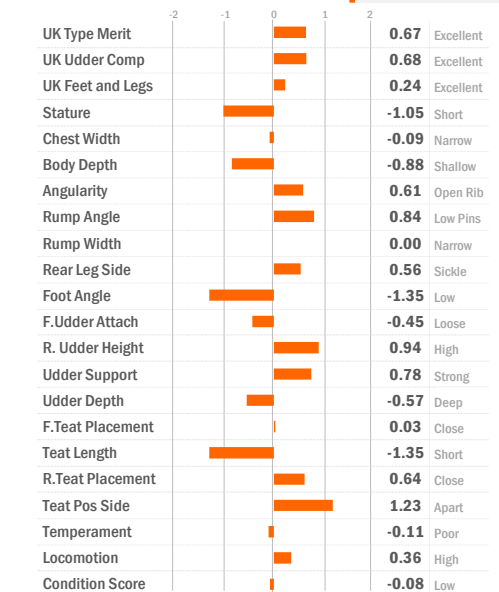 -2 -1 0 1 2
UK Type Merit 0.67 Excellent
UK Udder Comp 0.68 Excellent
UK Feet and Legs 0.24 Excellent
Stature -1.05 Short
Chest Width -0.09 Narrow
Body Depth -0.88 Shallow
Angularity 0.61 Open Rib
Rump Angle 0.84 Low Pins
Rump Width 0.00 Narrow
Rear Leg Side 0.56 Sickle
Foot Angle -1.35 Low
F.Udder Attach -0.45 Loose
R. Udder Height 0.94 High
Udder Support 0.78 Strong
Udder Depth -0.57 Deep
F.Teat Placement 0.03 Close
Teat Length -1.35 Short
R.Teat Placement 0.64 Close
Teat Pos Side 1.23 Apart
Temperament -0.11 Poor
Locomotion 0.36 High
Condition Score -0.08 Low